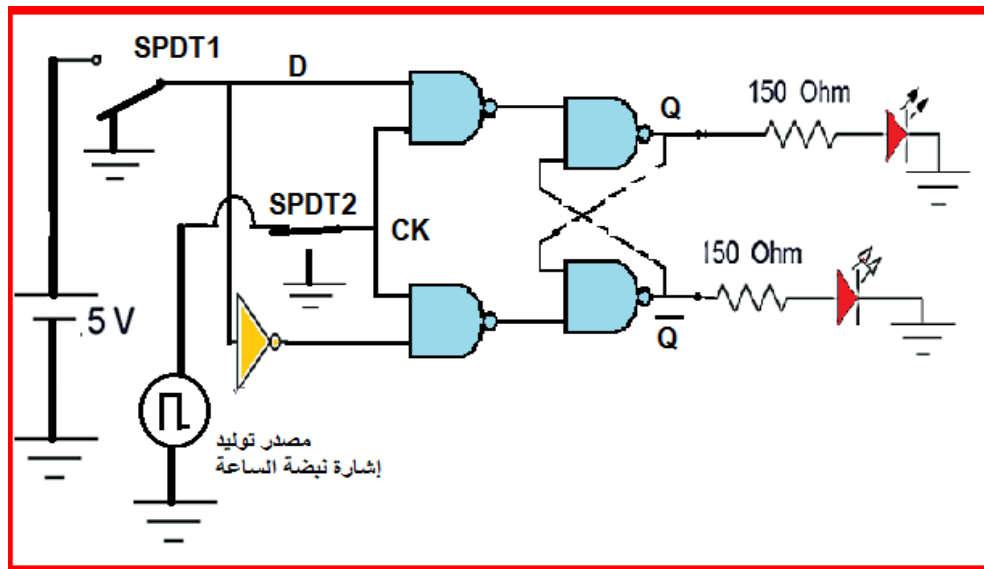 SPDT1
D
150 Ohm
Q
SPDT2
CK
150 Ohm
5 V
Q
مصدر توليد
إشارة نبضة الساعة